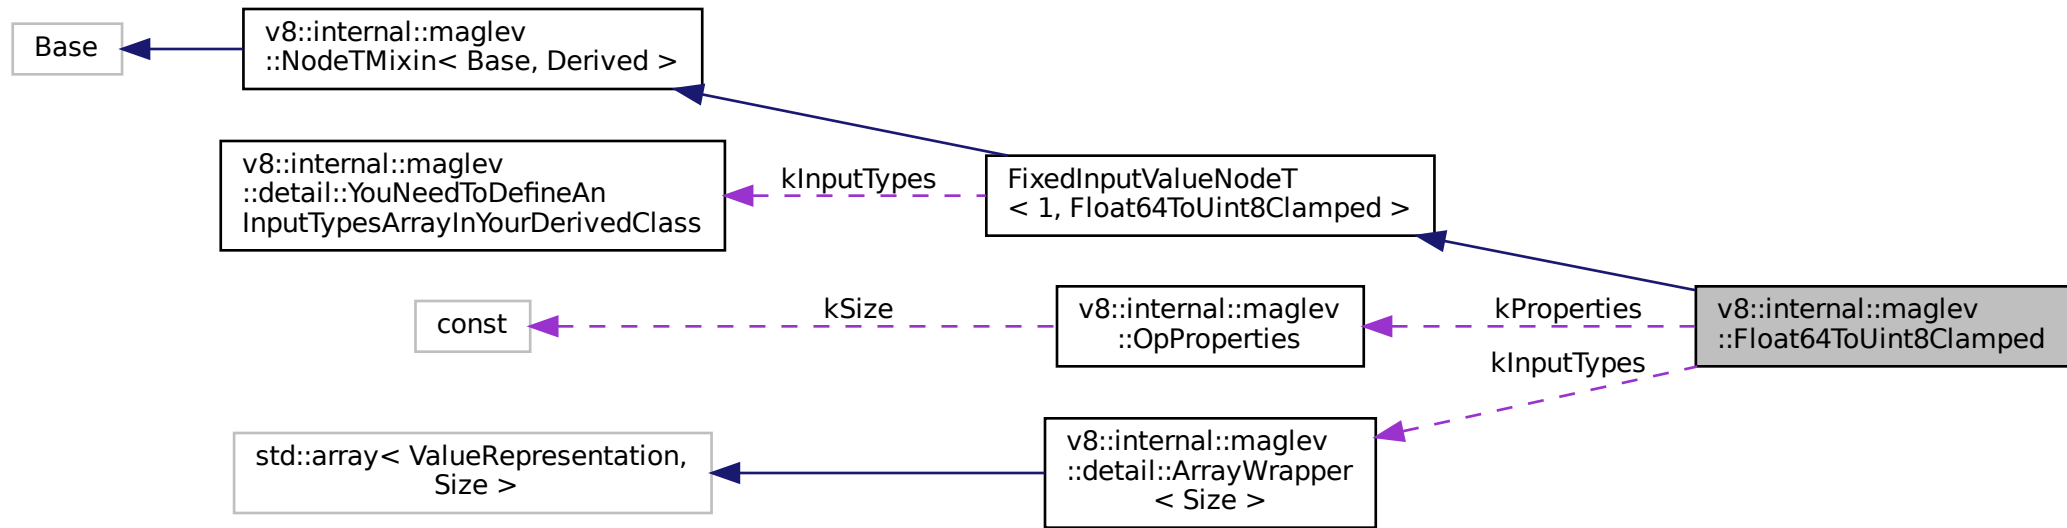 Base
v8::internal::maglev
::NodeTMixin< Base, Derived >
v8::internal::maglev
::detail::YouNeedToDefineAn
InputTypesArrayInYourDerivedClass
kInputTypes
FixedInputValueNodeT
< 1, Float64ToUint8Clamped >
const
kSize
v8::internal::maglev
::OpProperties
kProperties
v8::internal::maglev
::Float64ToUint8Clamped
kInputTypes
std::array< ValueRepresentation,
Size >
v8::internal::maglev
::detail::ArrayWrapper
< Size >